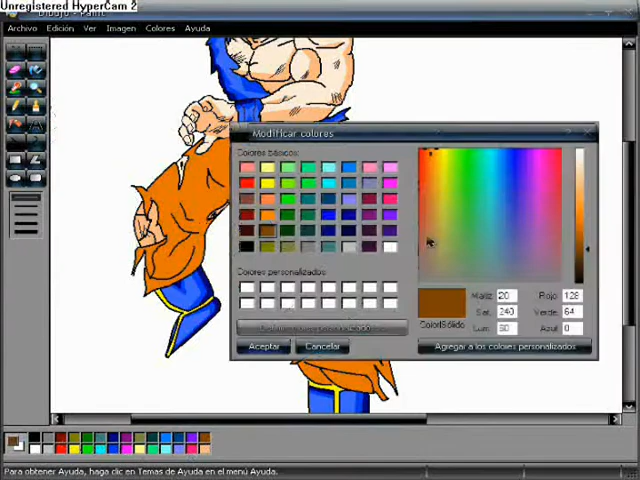 Unregistered HyperCam 2
Dibujo - Paint
Archivo Edición Ver Imagen Colores Ayuda
Modificar colores
Colores básicos:
Colores personalizados
Color|Sólido
Matiz: 20 Rojo: 128
Sat.: 240 Verde: 64
Lum.: 60 Azul: 0
Aceptar Cancelar Agregar a los colores personalizados
Para obtener Ayuda, haga clic en Temas de Ayuda en el menú Ayuda.